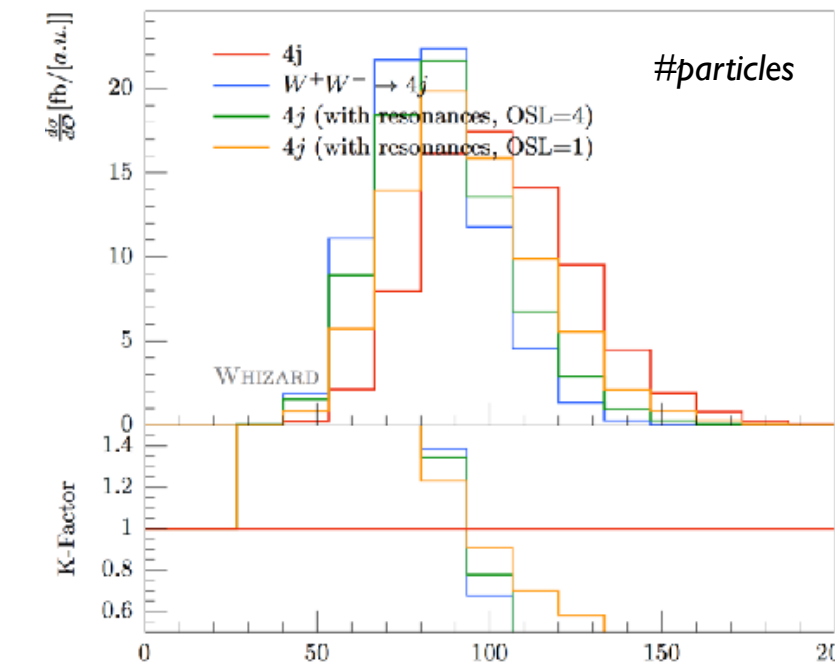 dσ/dO [fb/[a.u.]]
#particles
4j
W⁺W⁻ → 4j
4j (with resonances, OSL=4)
4j (with resonances, OSL=1)
20
15
10
5
0
WHIZARD
K-Factor
1.4
1.2
1
0.8
0.6
0 50 100 150 20